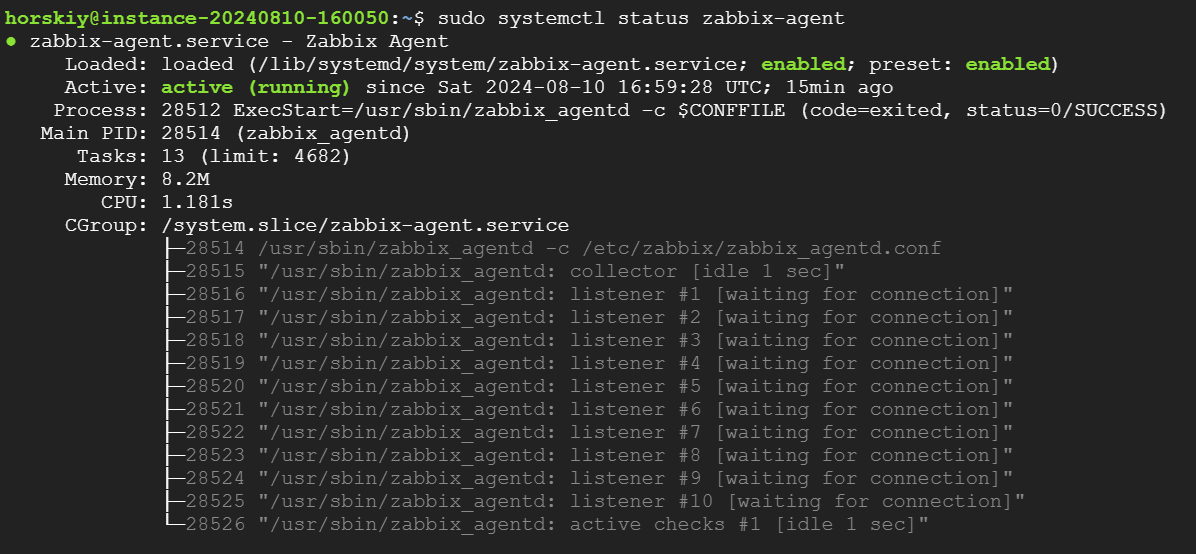 horskiy@instance-20240810-160050:~$ sudo systemctl status zabbix-agent
● zabbix-agent.service - Zabbix Agent
     Loaded: loaded (/lib/systemd/system/zabbix-agent.service; enabled; preset: enabled)
     Active: active (running) since Sat 2024-08-10 16:59:28 UTC; 15min ago
    Process: 28512 ExecStart=/usr/sbin/zabbix_agentd -c $CONFFILE (code=exited, status=0/SUCCESS)
   Main PID: 28514 (zabbix_agentd)
      Tasks: 13 (limit: 4682)
     Memory: 8.2M
        CPU: 1.181s
     CGroup: /system.slice/zabbix-agent.service
             ├─28514 /usr/sbin/zabbix_agentd -c /etc/zabbix/zabbix_agentd.conf
             ├─28515 "/usr/sbin/zabbix_agentd: collector [idle 1 sec]"
             ├─28516 "/usr/sbin/zabbix_agentd: listener #1 [waiting for connection]"
             ├─28517 "/usr/sbin/zabbix_agentd: listener #2 [waiting for connection]"
             ├─28518 "/usr/sbin/zabbix_agentd: listener #3 [waiting for connection]"
             ├─28519 "/usr/sbin/zabbix_agentd: listener #4 [waiting for connection]"
             ├─28520 "/usr/sbin/zabbix_agentd: listener #5 [waiting for connection]"
             ├─28521 "/usr/sbin/zabbix_agentd: listener #6 [waiting for connection]"
             ├─28522 "/usr/sbin/zabbix_agentd: listener #7 [waiting for connection]"
             ├─28523 "/usr/sbin/zabbix_agentd: listener #8 [waiting for connection]"
             ├─28524 "/usr/sbin/zabbix_agentd: listener #9 [waiting for connection]"
             ├─28525 "/usr/sbin/zabbix_agentd: listener #10 [waiting for connection]"
             └─28526 "/usr/sbin/zabbix_agentd: active checks #1 [idle 1 sec]"